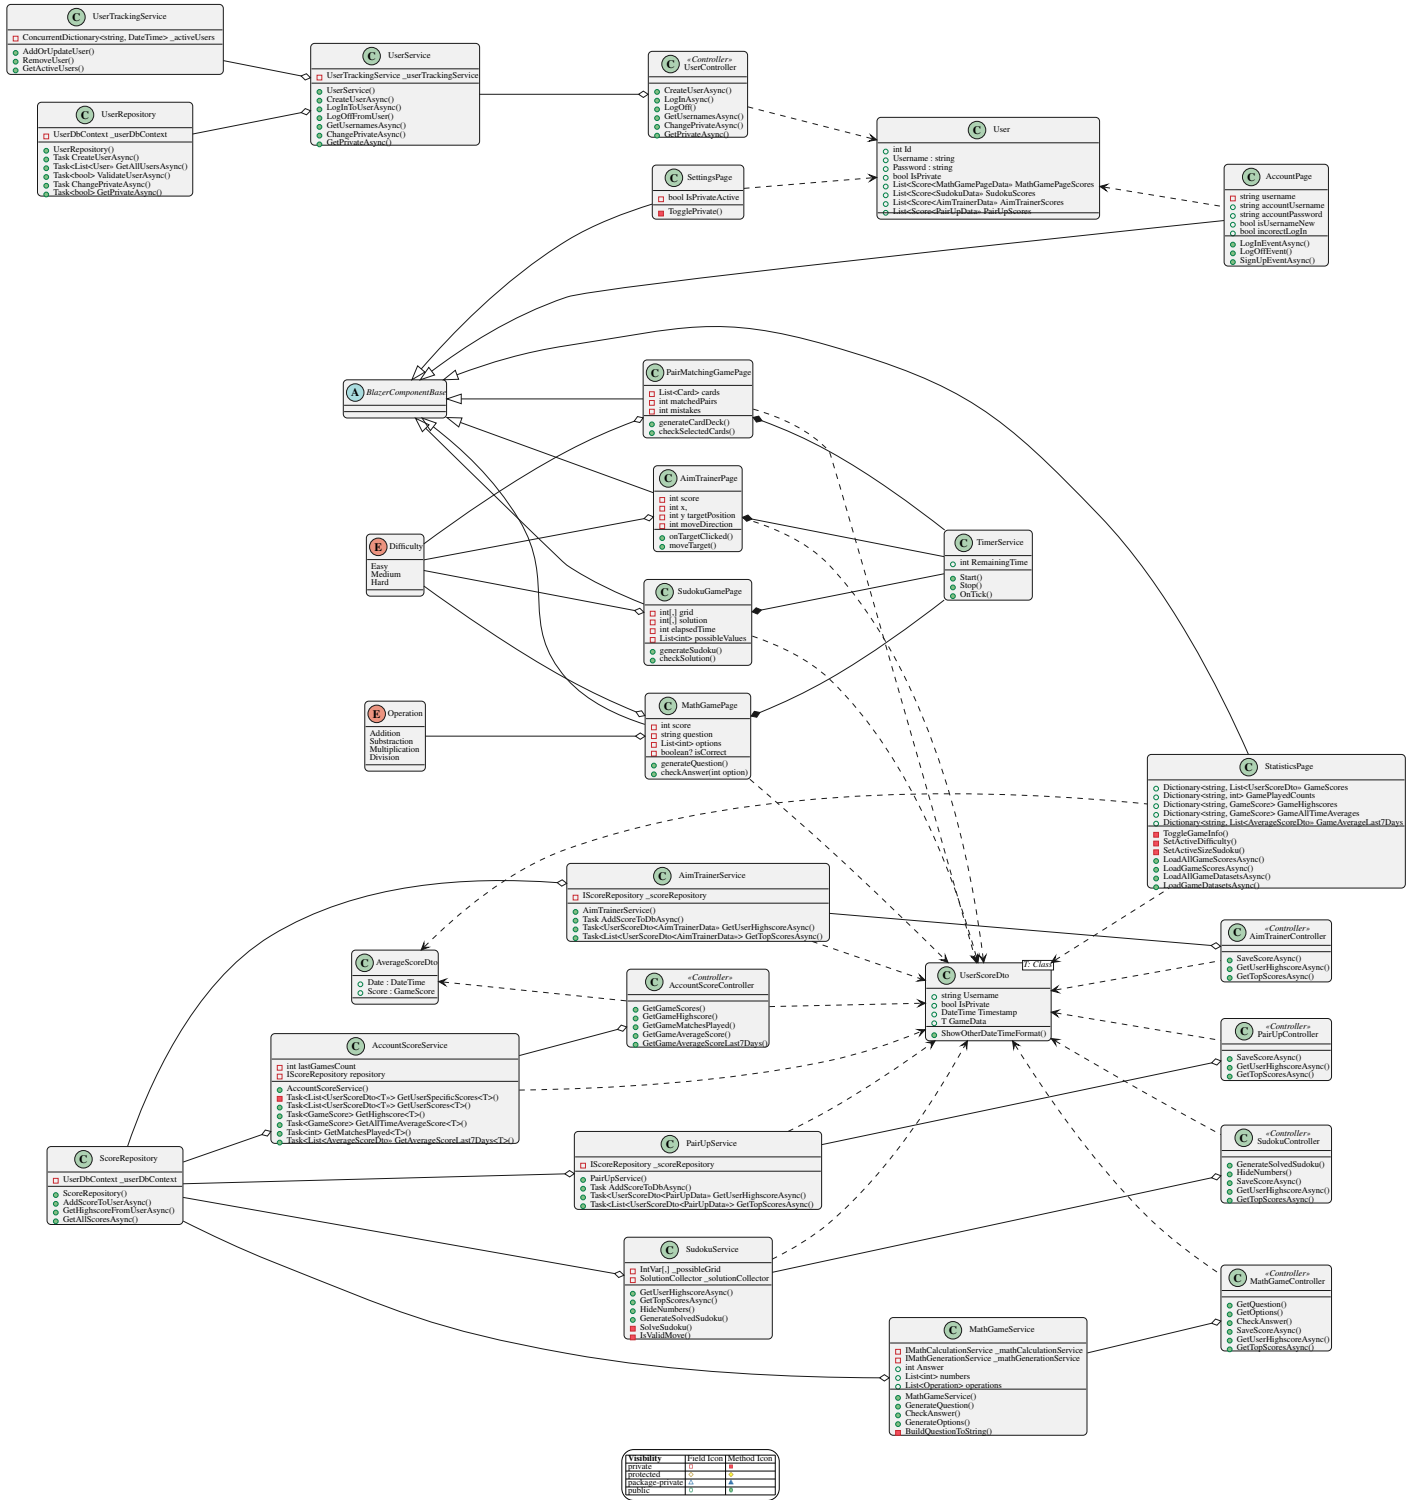 C UserTrackingService
ConcurrentDictionary<string, DateTime> _activeUsers
AddOrUpdateUser()
RemoveUser()
GetActiveUsers()
C UserService
UserTrackingService _userTrackingService
UserService()
CreateUserAsync()
LogInToUserAsync()
LogOffFromUser()
GetUsernamesAsync()
ChangePrivateAsync()
GetPrivateAsync()
C «Controller»
UserController
CreateUserAsync()
LogInAsync()
LogOff()
GetUsernamesAsync()
ChangePrivateAsync()
GetPrivateAsync()
C UserRepository
UserDbContext _userDbContext
UserRepository()
Task CreateUserAsync()
Task<List<User» GetAllUsersAsync()
Task<bool> ValidateUserAsync()
Task ChangePrivateAsync()
Task<bool> GetPrivateAsync()
C User
int Id
Username : string
Password : string
bool IsPrivate
List<Score<MathGamePageData» MathGamePageScores
List<Score<SudokuData» SudokuScores
List<Score<AimTrainerData» AimTrainerScores
List<Score<PairUpData» PairUpScores
C SettingsPage
bool IsPrivateActive
TogglePrivate()
C AccountPage
string username
string accountUsername
string accountPassword
bool isUsernameNew
bool incorectLogIn
LogInEventAsync()
LogOffEvent()
SignUpEventAsync()
A BlazerComponentBase
C PairMatchingGamePage
List<Card> cards
int matchedPairs
int mistakes
generateCardDeck()
checkSelectedCards()
C AimTrainerPage
int score
int x,
int y targetPosition
int moveDirection
onTargetClicked()
moveTarget()
E Difficulty
Easy
Medium
Hard
C TimerService
int RemainingTime
Start()
Stop()
OnTick()
C SudokuGamePage
int[,] grid
int[,] solution
int elapsedTime
List<int> possibleValues
generateSudoku()
checkSolution()
E Operation
Addition
Substraction
Multiplication
Division
C MathGamePage
int score
string question
List<int> options
boolean? isCorrect
generateQuestion()
checkAnswer(int option)
C StatisticsPage
Dictionary<string, List<UserScoreDto» GameScores
Dictionary<string, int> GamePlayedCounts
Dictionary<string, GameScore> GameHighscores
Dictionary<string, GameScore> GameAllTimeAverages
Dictionary<string, List<AverageScoreDto» GameAverageLast7Days
ToggleGameInfo()
SetActiveDifficulty()
SetActiveSizeSudoku()
LoadAllGameScoresAsync()
LoadGameScoresAsync()
LoadAllGameDatasetsAsync()
LoadGameDatasetsAsync()
C AimTrainerService
IScoreRepository _scoreRepository
AimTrainerService()
Task AddScoreToDbAsync()
Task<UserScoreDto<AimTrainerData» GetUserHighscoreAsync()
Task<List<UserScoreDto<AimTrainerData»> GetTopScoresAsync()
C «Controller»
AimTrainerController
SaveScoreAsync()
GetUserHighscoreAsync()
GetTopScoresAsync()
C AverageScoreDto
Date : DateTime
Score : GameScore
C «Controller»
AccountScoreController
GetGameScores()
GetGameHighscore()
GetGameMatchesPlayed()
GetGameAverageScore()
GetGameAverageScoreLast7Days()
T: Class
C UserScoreDto
string Username
bool IsPrivate
DateTime Timestamp
T GameData
ShowOtherDateTimeFormat()
C «Controller»
PairUpController
SaveScoreAsync()
GetUserHighscoreAsync()
GetTopScoresAsync()
C AccountScoreService
int lastGamesCount
IScoreRepository repository
AccountScoreService()
Task<List<UserScoreDto<T»> GetUserSpecificScores<T>()
Task<List<UserScoreDto<T»> GetUserScores<T>()
Task<GameScore> GetHighscore<T>()
Task<GameScore> GetAllTimeAverageScore<T>()
Task<int> GetMatchesPlayed<T>()
Task<List<AverageScoreDto» GetAverageScoreLast7Days<T>()
C ScoreRepository
UserDbContext _userDbContext
ScoreRepository()
AddScoreToUserAsync()
GetHighscoreFromUserAsync()
GetAllScoresAsync()
C PairUpService
IScoreRepository _scoreRepository
PairUpService()
Task AddScoreToDbAsync()
Task<UserScoreDto<PairUpData» GetUserHighscoreAsync()
Task<List<UserScoreDto<PairUpData»> GetTopScoresAsync()
C «Controller»
SudokuController
GenerateSolvedSudoku()
HideNumbers()
SaveScoreAsync()
GetUserHighscoreAsync()
GetTopScoresAsync()
C SudokuService
IntVar[,] _possibleGrid
SolutionCollector _solutionCollector
GetUserHighscoreAsync()
GetTopScoresAsync()
HideNumbers()
GenerateSolvedSudoku()
SolveSudoku()
IsValidMove()
C «Controller»
MathGameController
GetQuestion()
GetOptions()
CheckAnswer()
SaveScoreAsync()
GetUserHighscoreAsync()
GetTopScoresAsync()
C MathGameService
IMathCalculationService _mathCalculationService
IMathGenerationService _mathGenerationService
int Answer
List<int> numbers
List<Operation> operations
MathGameService()
GenerateQuestion()
CheckAnswer()
GenerateOptions()
BuildQuestionToString()
Visibility Field Icon Method Icon
private
protected
package-private
public